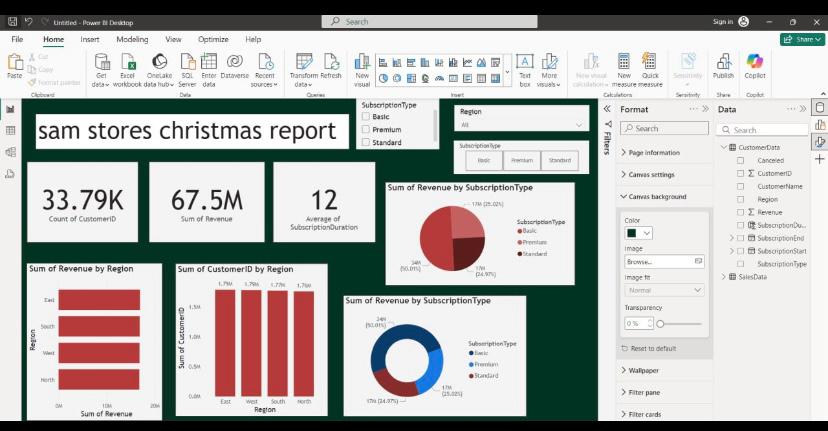 Untitled - Power BI Desktop
Search
Sign in
File Home Insert Modeling View Optimize Help
Share
Paste
Cut
Copy
Format painter
Get data
Excel workbook
OneLake data hub
SQL Server
Enter data
Dataverse
Recent sources
Transform data
Refresh
New visual
Text box
More visuals
New visual calculation
New measure
Quick measure
Sensitivity
Publish
Copilot
Clipboard
Data
Queries
Insert
Calculations
Sensitivity
Share
Copilot
sam stores christmas report
SubscriptionType
Basic
Premium
Standard
Region
All
SubscriptionType
Basic Premium Standard
33.79K
Count of CustomerID
67.5M
Sum of Revenue
12
Average of
SubscriptionDuration
Sum of Revenue by SubscriptionType
17M (25.02%)
34M
(50.01%)
17M
(24.97%)
SubscriptionType
Basic
Premium
Standard
Sum of Revenue by Region
Region
East
South
West
North
0M 10M 20M
Sum of Revenue
Sum of CustomerID by Region
Sum of CustomerID
1.79M 1.79M 1.77M 1.76M
1.5M
1.0M
0.5M
0.0M
East West South North
Region
Sum of Revenue by SubscriptionType
34M
(50.01%)
17M
(25.02%)
17M (24.97%)
SubscriptionType
Basic
Premium
Standard
Filters
Format
Search
Page information
Canvas settings
Canvas background
Color
Image
Browse...
Image fit
Normal
Transparency
0 %
Reset to default
Wallpaper
Filter pane
Filter cards
Data
Search
CustomerData
Canceled
CustomerID
CustomerName
Region
Revenue
SubscriptionDu...
SubscriptionEnd
SubscriptionStart
SubscriptionType
SalesData